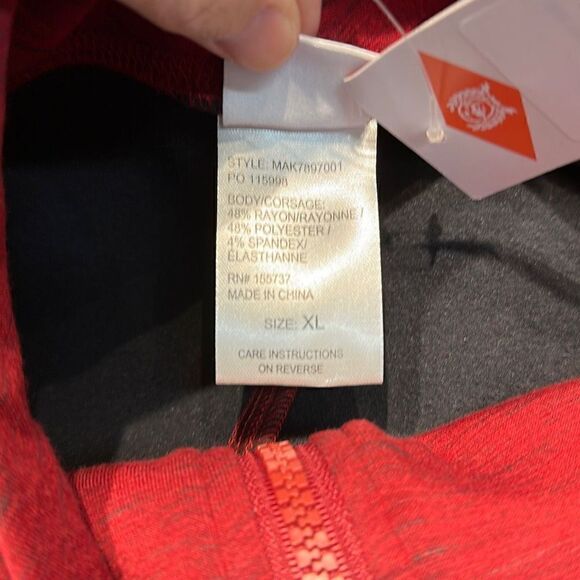 STYLE: MAK7897001
PO 115998
BODY/CORSAGE:
48% RAYON/RAYONNE/
48% POLYESTER/
4% SPANDEX/
ÉLASTHANNE
RN# 155737
MADE IN CHINA
SIZE: XL
CARE INSTRUCTIONS
ON REVERSE